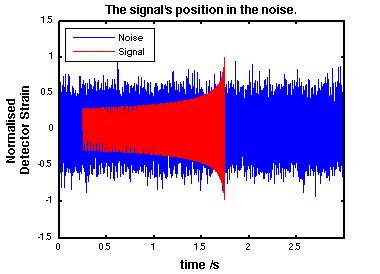 The signal's position in the noise.
1.5
Noise
Signal
1
0.5
0
-0.5
-1
-1.5
Normalised
Detector Strain
0 0.5 1 1.5 2 2.5
time /s